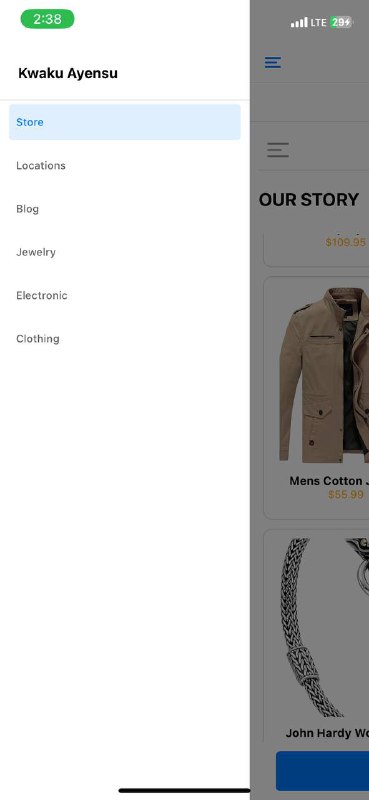 2:38
LTE 29
Kwaku Ayensu
Store
Locations
Blog
Jewelry
Electronic
Clothing
OUR STORY
$109.95
Mens Cotton J
$55.99
John Hardy Wo